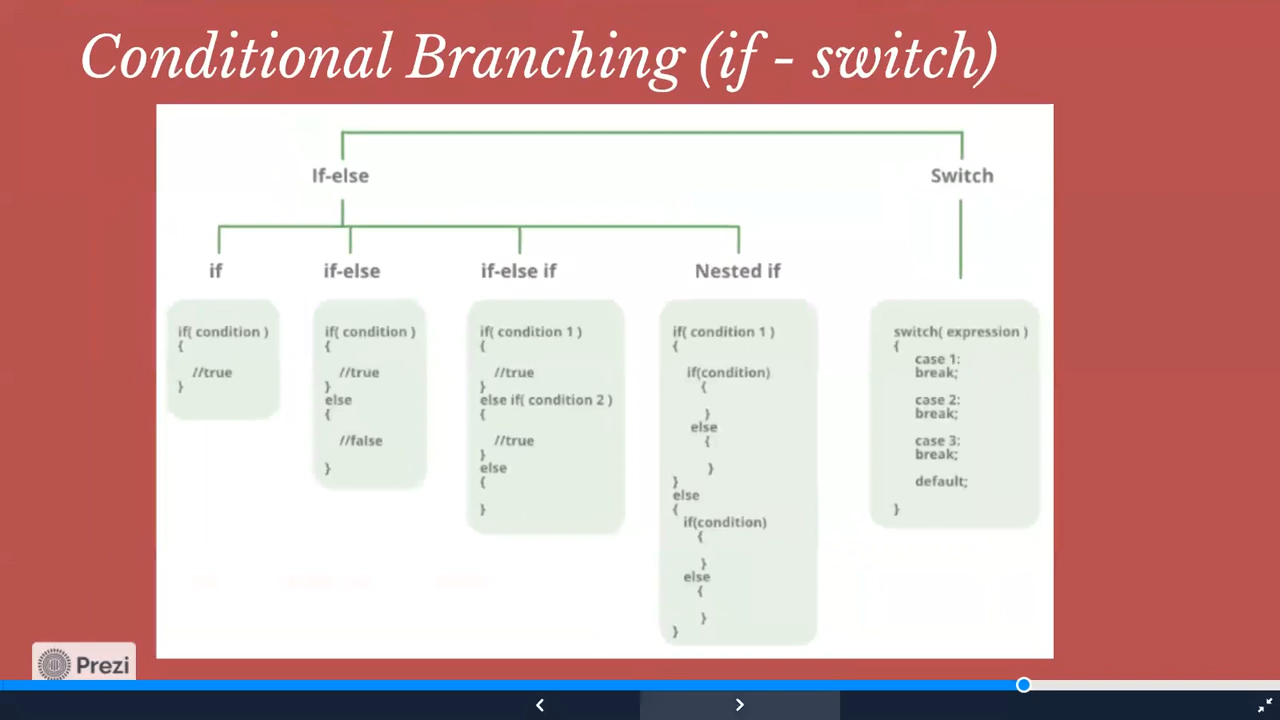 Conditional Branching (if - switch)
If-else
Switch
if
if-else
if-else if
Nested if
if( condition )
{
//true
}
if( condition )
{
//true
}
else
{
//false
}
if( condition 1 )
{
//true
}
else if( condition 2 )
{
//true
}
else
{
}
if( condition 1 )
{
if(condition)
{
}
else
{
}
}
else
{
if(condition)
{
}
else
{
}
}
switch( expression )
{
case 1:
break;
case 2:
break;
case 3:
break;
default;
}
Prezi